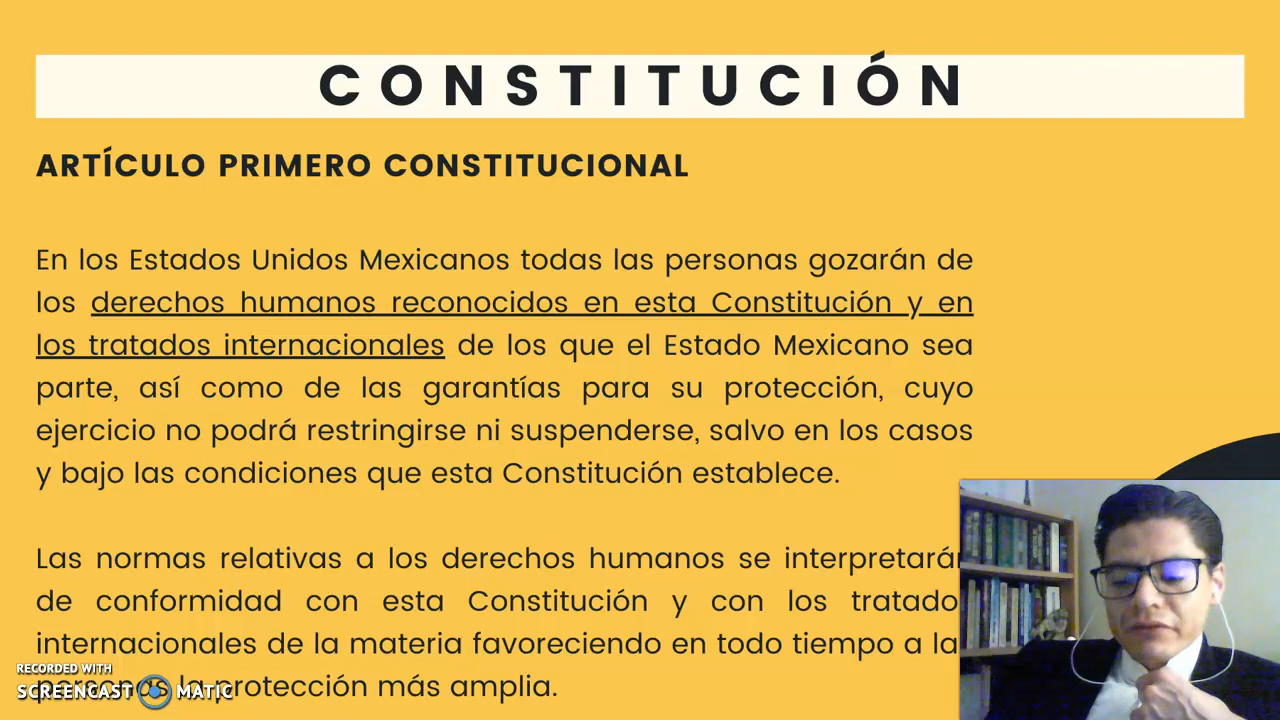 CONSTITUCIÓN
ARTÍCULO PRIMERO CONSTITUCIONAL
En los Estados Unidos Mexicanos todas las personas gozarán de
los derechos humanos reconocidos en esta Constitución y en
los tratados internacionales de los que el Estado Mexicano sea
parte, así como de las garantías para su protección, cuyo
ejercicio no podrá restringirse ni suspenderse, salvo en los casos
y bajo las condiciones que esta Constitución establece.
Las normas relativas a los derechos humanos se interpretarán
de conformidad con esta Constitución y con los tratado
internacionales de la materia favoreciendo en todo tiempo a la
personas la protección más amplia.
RECORDED WITH
SCREENCAST MATIC